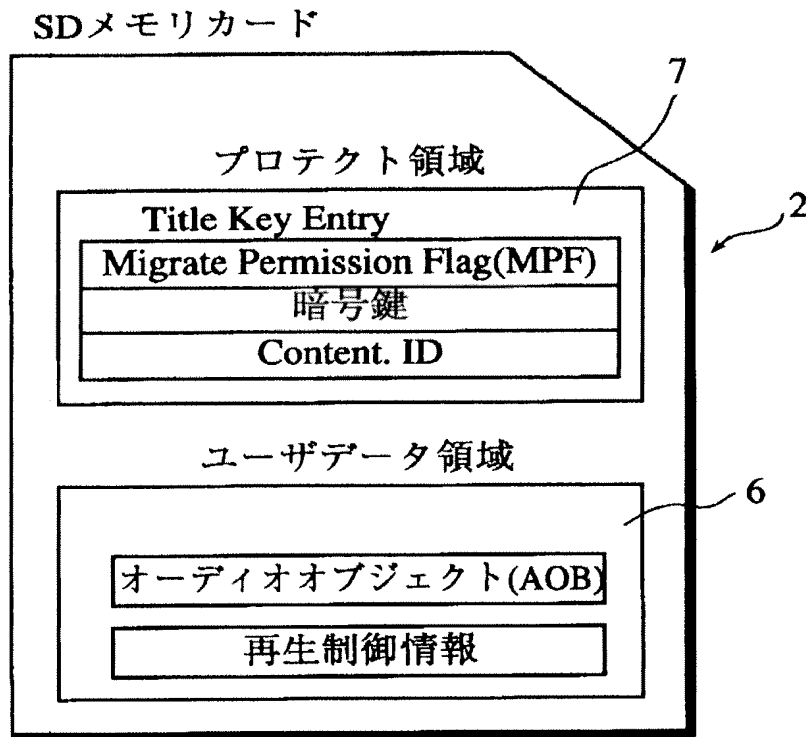 SDメモリカード
7
プロテクト領域
Title Key Entry
2
Migrate Permission Flag(MPF)
暗号鍵
Content. ID
ユーザデータ領域
6
オーディオオブジェクト(AOB)
再生制御情報